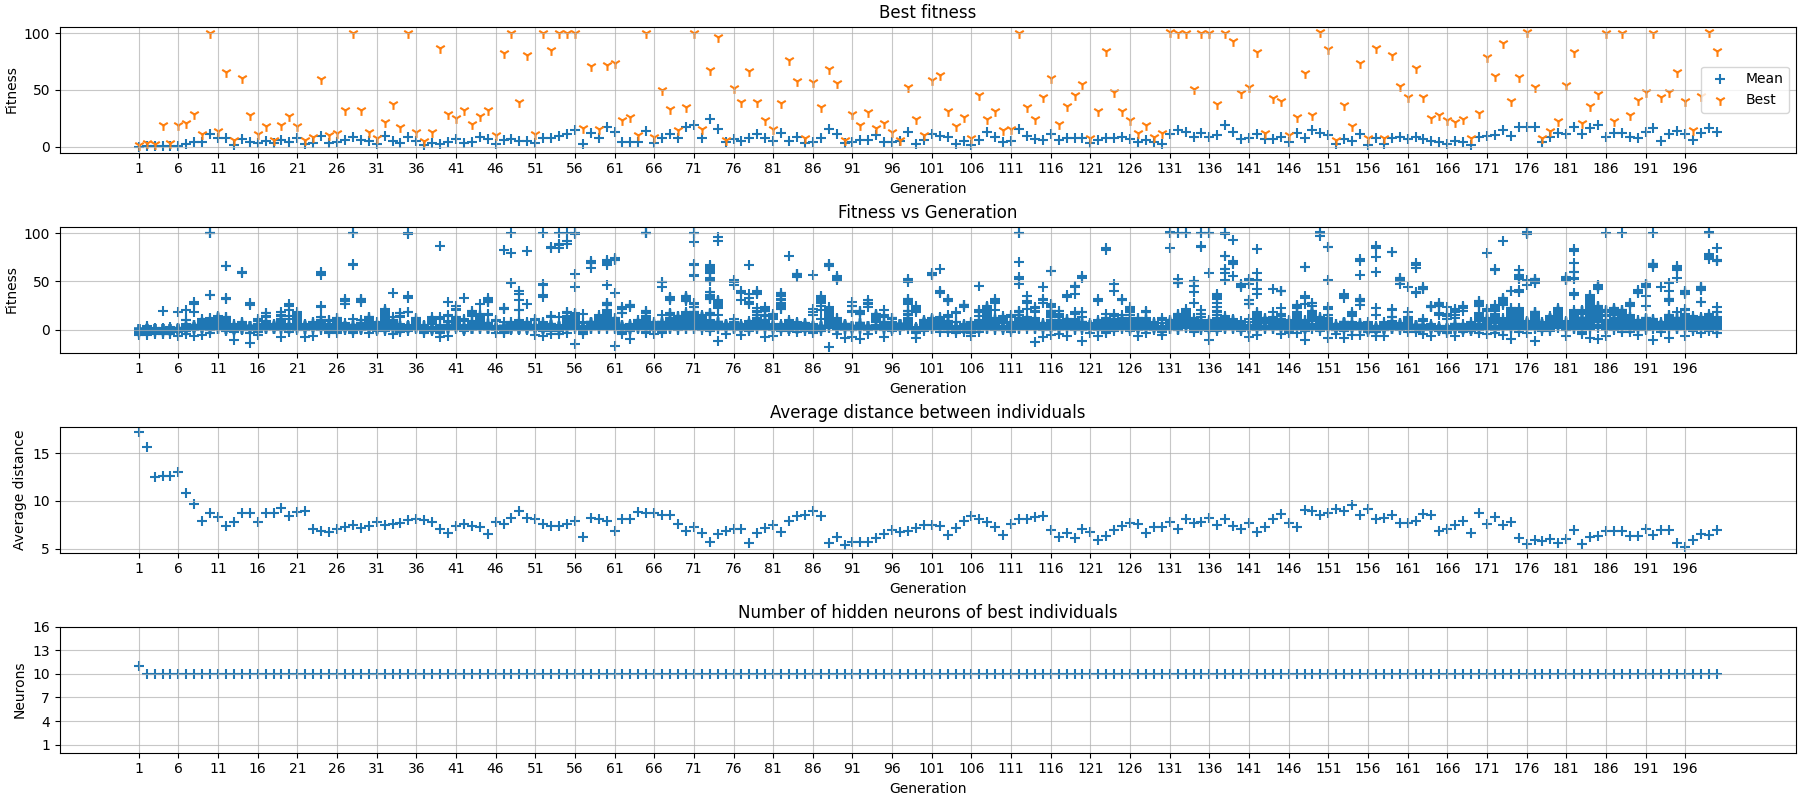 Best fitness
Fitness
100
50
0
Mean
Best
1 6 11 16 21 26 31 36 41 46 51 56 61 66 71 76 81 86 91 96 101 106 111 116 121 126 131 136 141 146 151 156 161 166 171 176 181 186 191 196
Generation
Fitness vs Generation
Fitness
100
50
0
1 6 11 16 21 26 31 36 41 46 51 56 61 66 71 76 81 86 91 96 101 106 111 116 121 126 131 136 141 146 151 156 161 166 171 176 181 186 191 196
Generation
Average distance between individuals
Average distance
15
10
5
1 6 11 16 21 26 31 36 41 46 51 56 61 66 71 76 81 86 91 96 101 106 111 116 121 126 131 136 141 146 151 156 161 166 171 176 181 186 191 196
Generation
Number of hidden neurons of best individuals
Neurons
16
13
10
7
4
1
1 6 11 16 21 26 31 36 41 46 51 56 61 66 71 76 81 86 91 96 101 106 111 116 121 126 131 136 141 146 151 156 161 166 171 176 181 186 191 196
Generation